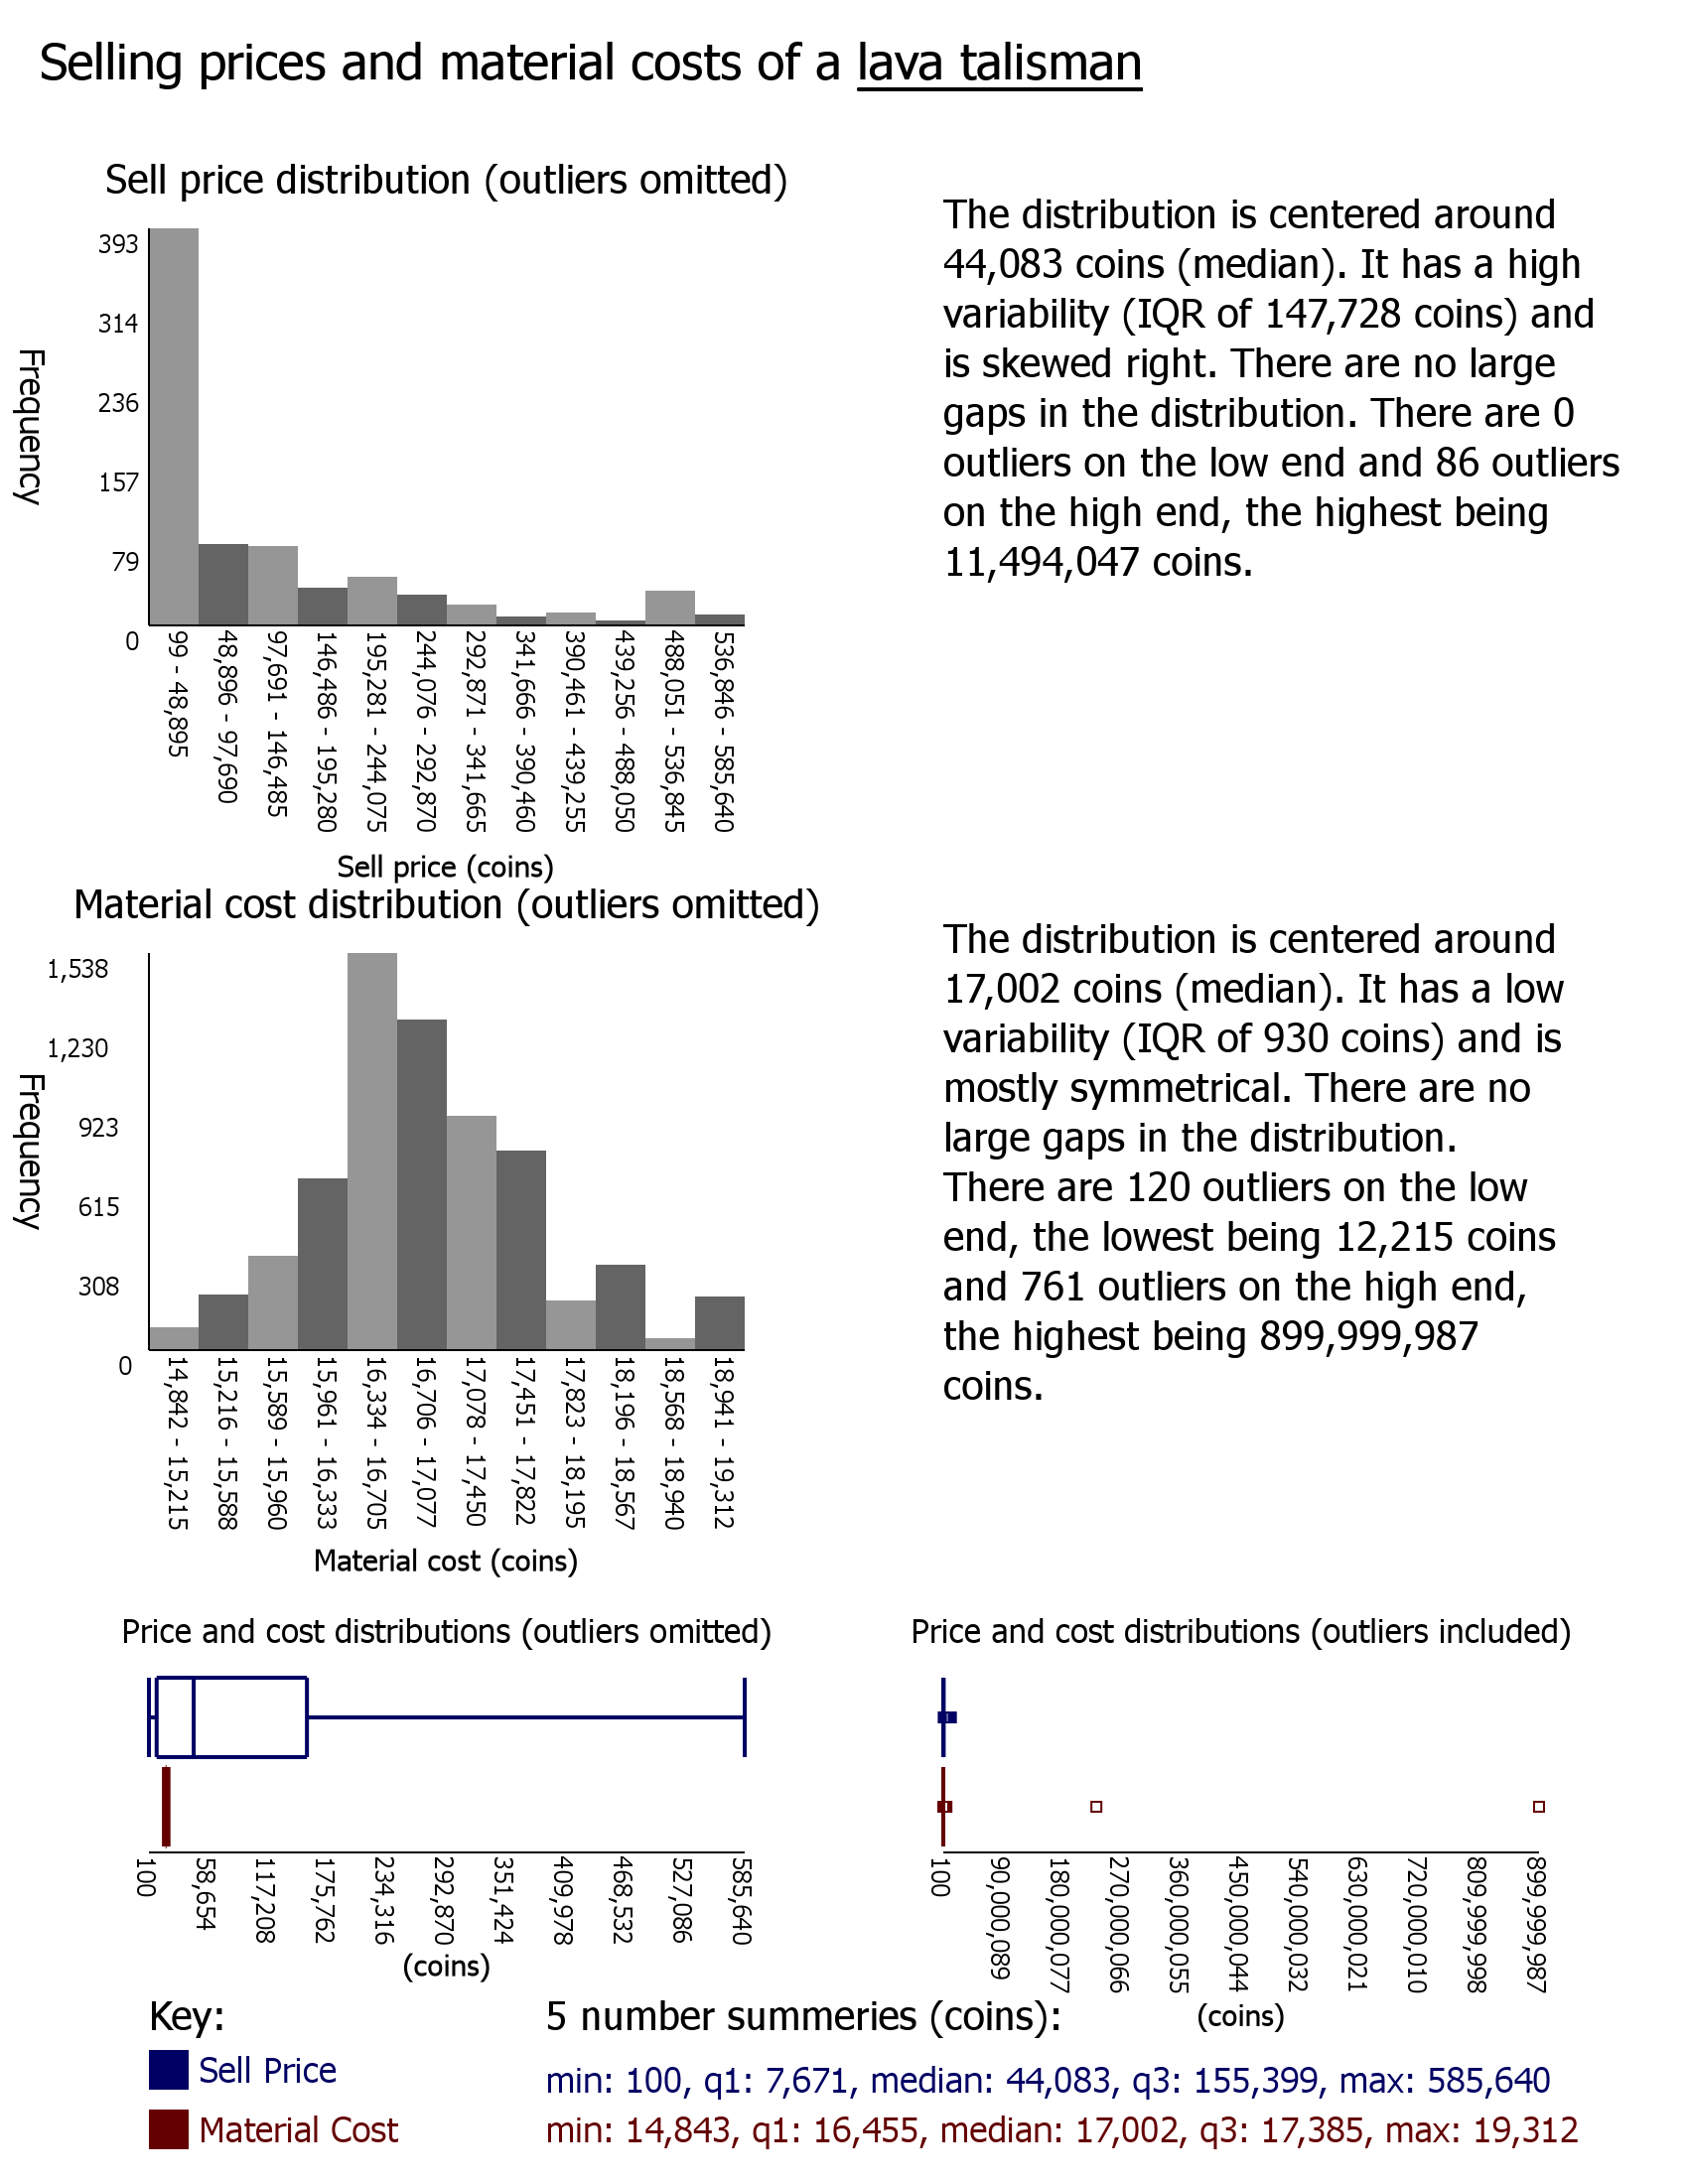 Selling prices and material costs of a lava talisman
Sell price distribution (outliers omitted)
Frequency
393
314
236
157
79
0
99 - 48,895
48,896 - 97,690
97,691 - 146,485
146,486 - 195,280
195,281 - 244,075
244,076 - 292,870
292,871 - 341,665
341,666 - 390,460
390,461 - 439,255
439,256 - 488,050
488,051 - 536,845
536,846 - 585,640
Sell price (coins)
The distribution is centered around
44,083 coins (median). It has a high
variability (IQR of 147,728 coins) and
is skewed right. There are no large
gaps in the distribution. There are 0
outliers on the low end and 86 outliers
on the high end, the highest being
11,494,047 coins.
Material cost distribution (outliers omitted)
Frequency
1,538
1,230
923
615
308
0
14,842 - 15,215
15,216 - 15,588
15,589 - 15,960
15,961 - 16,333
16,334 - 16,705
16,706 - 17,077
17,078 - 17,450
17,451 - 17,822
17,823 - 18,195
18,196 - 18,567
18,568 - 18,940
18,941 - 19,312
Material cost (coins)
The distribution is centered around
17,002 coins (median). It has a low
variability (IQR of 930 coins) and is
mostly symmetrical. There are no
large gaps in the distribution.
There are 120 outliers on the low
end, the lowest being 12,215 coins
and 761 outliers on the high end,
the highest being 899,999,987
coins.
Price and cost distributions (outliers omitted)
100
58,654
117,208
175,762
234,316
292,870
351,424
409,978
468,532
527,086
585,640
(coins)
Price and cost distributions (outliers included)
100
90,000,089
180,000,077
270,000,066
360,000,055
450,000,044
540,000,032
630,000,021
720,000,010
809,999,998
899,999,987
(coins)
Key:
Sell Price
Material Cost
5 number summeries (coins):
min: 100, q1: 7,671, median: 44,083, q3: 155,399, max: 585,640
min: 14,843, q1: 16,455, median: 17,002, q3: 17,385, max: 19,312